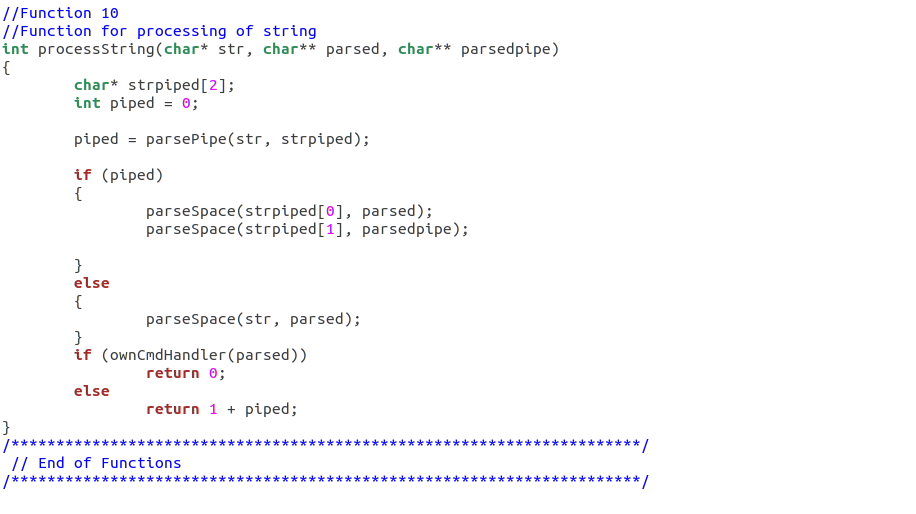 //Function 10
//Function for processing of string
int processString(char* str, char** parsed, char** parsedpipe)
{
        char* strpiped[2];
        int piped = 0;

        piped = parsePipe(str, strpiped);

        if (piped)
        {
                parseSpace(strpiped[0], parsed);
                parseSpace(strpiped[1], parsedpipe);

        }
        else
        {
                parseSpace(str, parsed);
        }
        if (ownCmdHandler(parsed))
                return 0;
        else
                return 1 + piped;
}
/**********************************************************************/
 // End of Functions
/**********************************************************************/